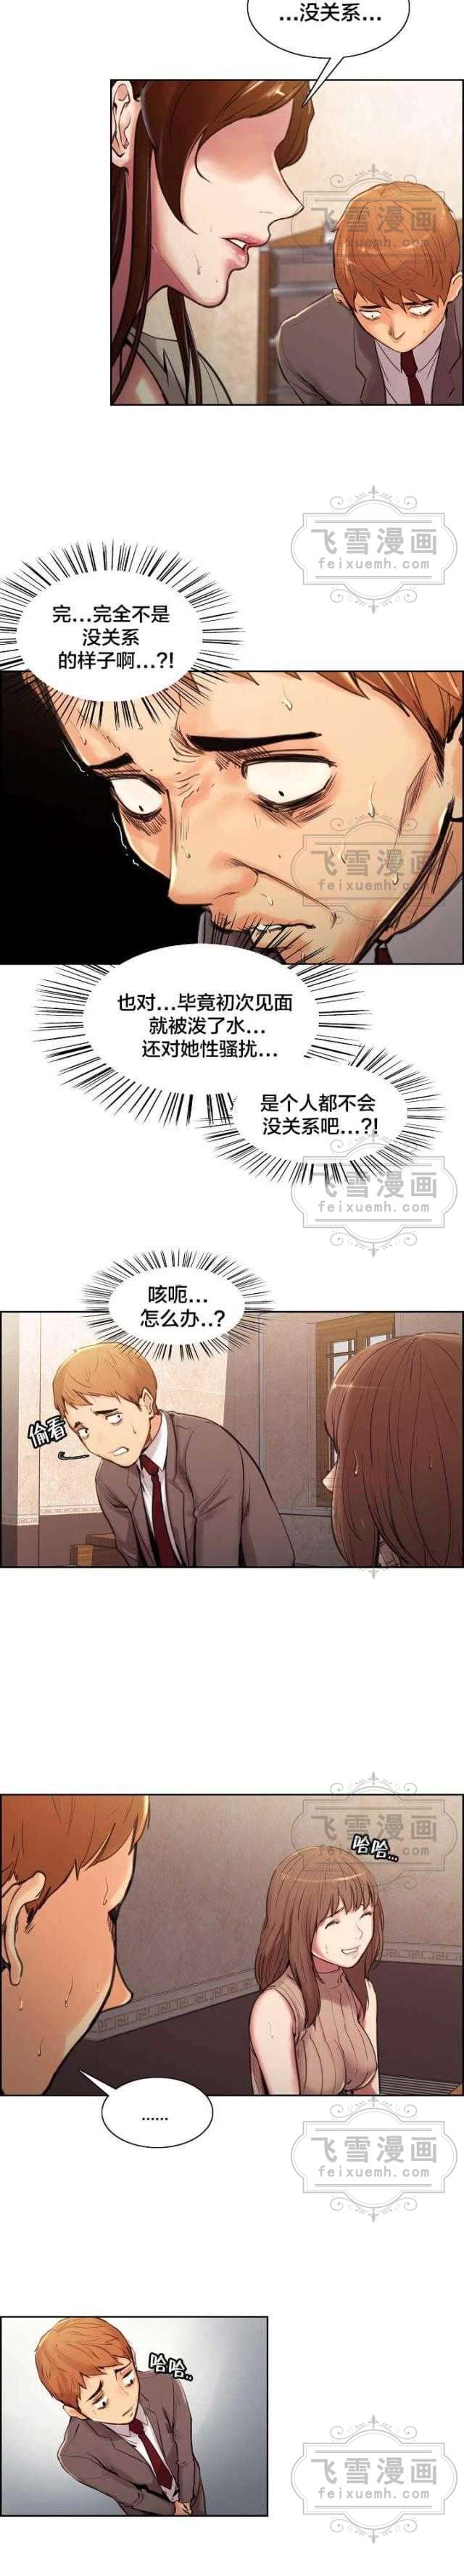 ...没关系...
飞雪漫画
feixuemh.com
飞雪漫画
feixuemh.com
完...完全不是
没关系
的样子啊...?!
飞雪漫画
feixuemh.com
也对...毕竟初次见面
就被泼了水...
还对她性骚扰...
是个人都不会
没关系吧...?!
飞雪漫画
feixuemh.com
咳呃...
怎么办..?
偷看
飞雪漫画
哈哈...
......
飞雪漫画
feixuemh.com
哈哈..
飞雪漫画
feixuemh.com